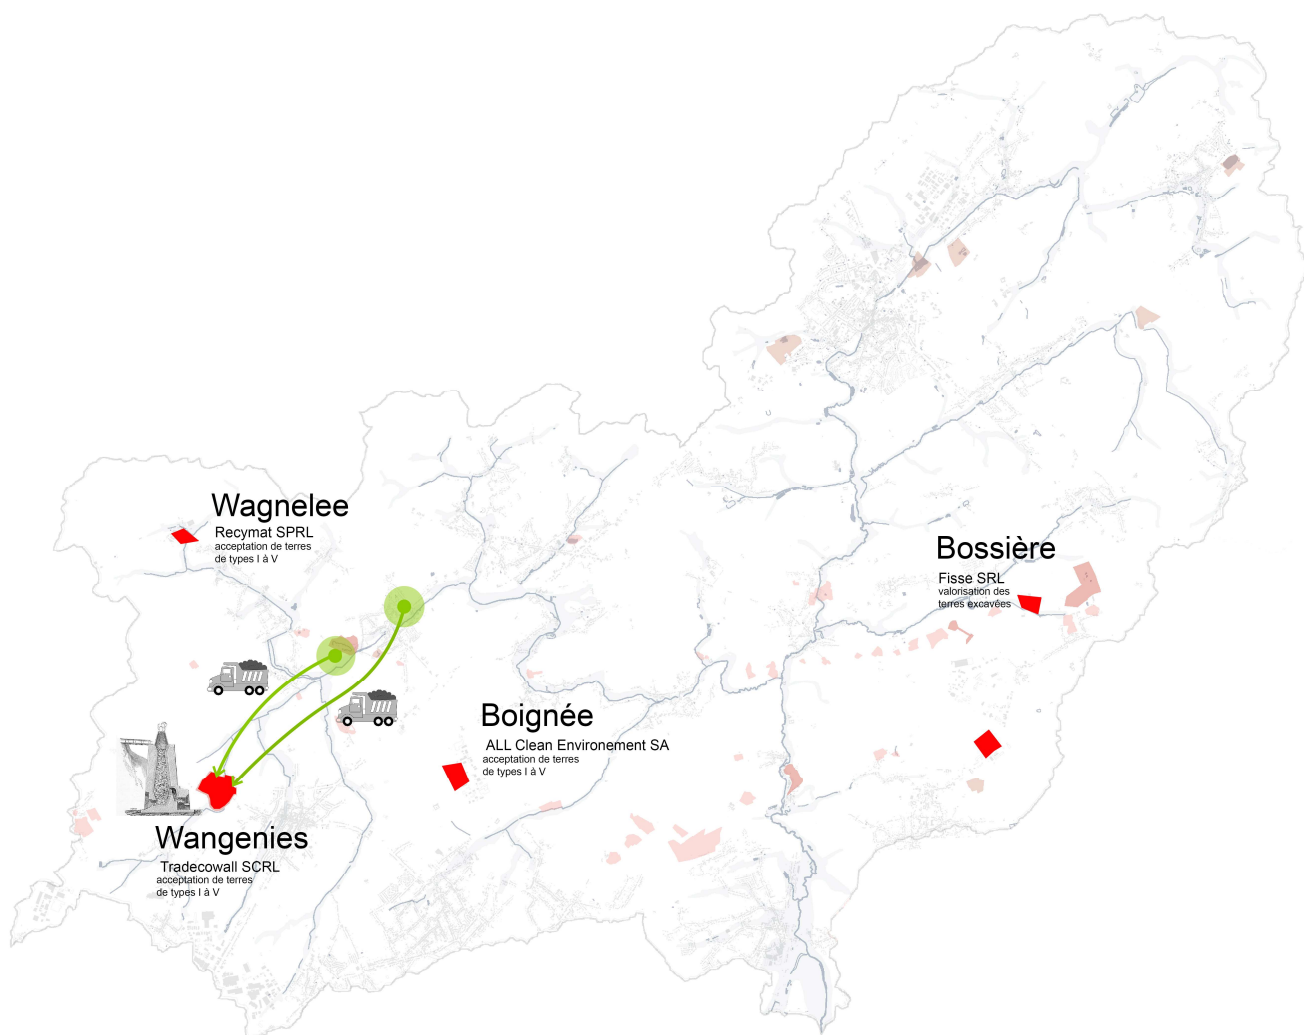 Wagnelee
Recymat SPRL
acceptation de terres
de types I à V
Bossière
Fisse SRL
valorisation des
terres excavées
Boignée
ALL Clean Environement SA
acceptation de terres
de types I à V
Wangenies
Tradecowall SCRL
acceptation de terres
de types I à V